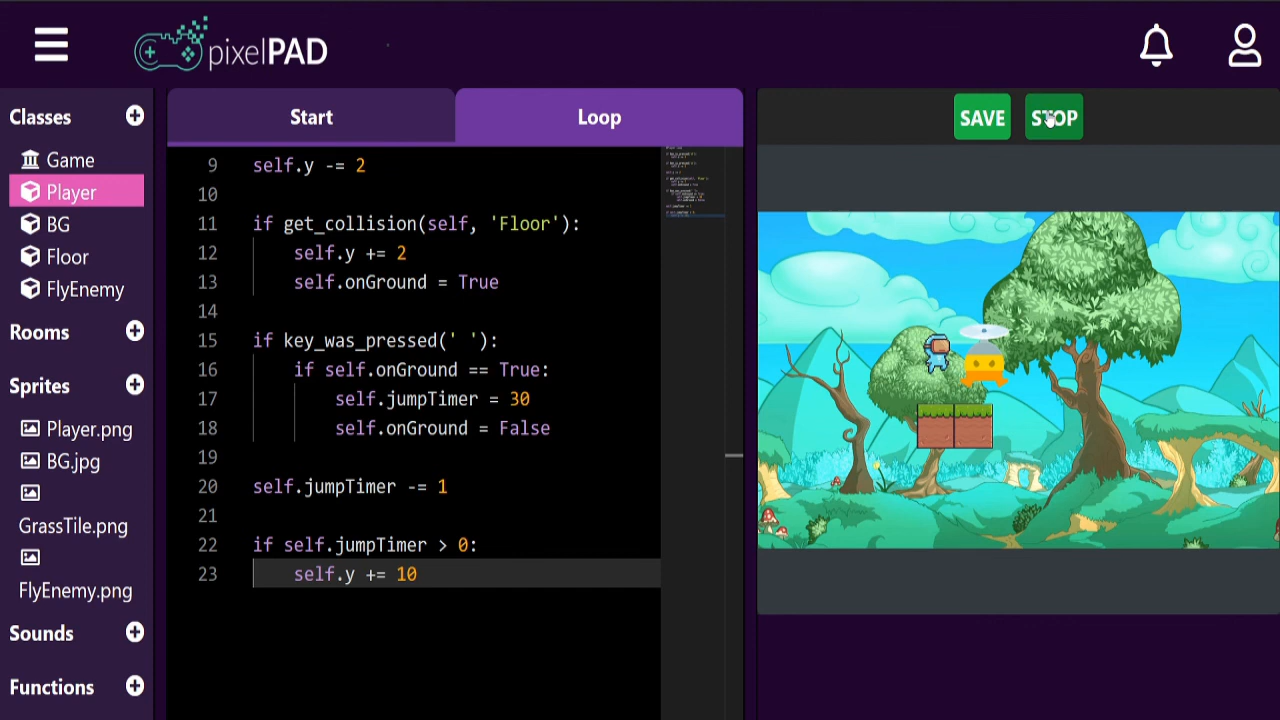 pixelPAD
Classes
Game
Player
BG
Floor
FlyEnemy
Rooms
Sprites
Player.png
BG.jpg
GrassTile.png
FlyEnemy.png
Sounds
Functions
Start
Loop
9 self.y -= 2
10
11 if get_collision(self, 'Floor'):
12 self.y += 2
13 self.onGround = True
14
15 if key_was_pressed(' '):
16 if self.onGround == True:
17 self.jumpTimer = 30
18 self.onGround = False
19
20 self.jumpTimer -= 1
21
22 if self.jumpTimer > 0:
23 self.y += 10
SAVE
STOP